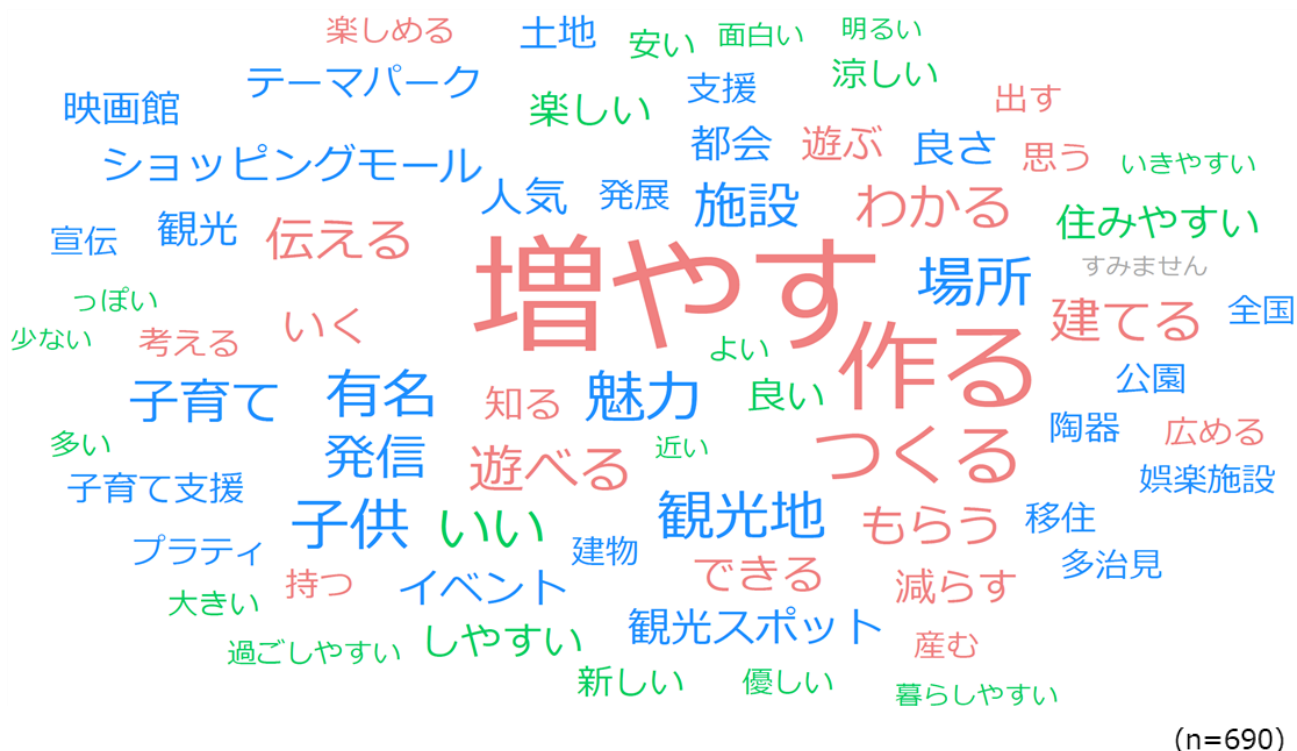 楽しめる
土地
安い
面白い
明るい
テーマパーク
支援
涼しい
映画館
楽しい
出す
ショッピングモール
都会
遊ぶ
良さ
思う
いきやすい
人気
発展
施設
わかる
住みやすい
宣伝
観光
伝える
増やす
場所
すみません
っぽい
いく
建てる
全国
少ない
考える
よい
作る
子育て
有名
知る
魅力
良い
公園
多い
発信
遊べる
近い
つくる
陶器
広める
子育て支援
娯楽施設
子供
いい
観光地
もらう
移住
プラティ
建物
できる
多治見
大きい
持つ
イベント
減らす
過ごしやすい
しやすい
観光スポット
産む
新しい
優しい
暮らしやすい
(n=690)